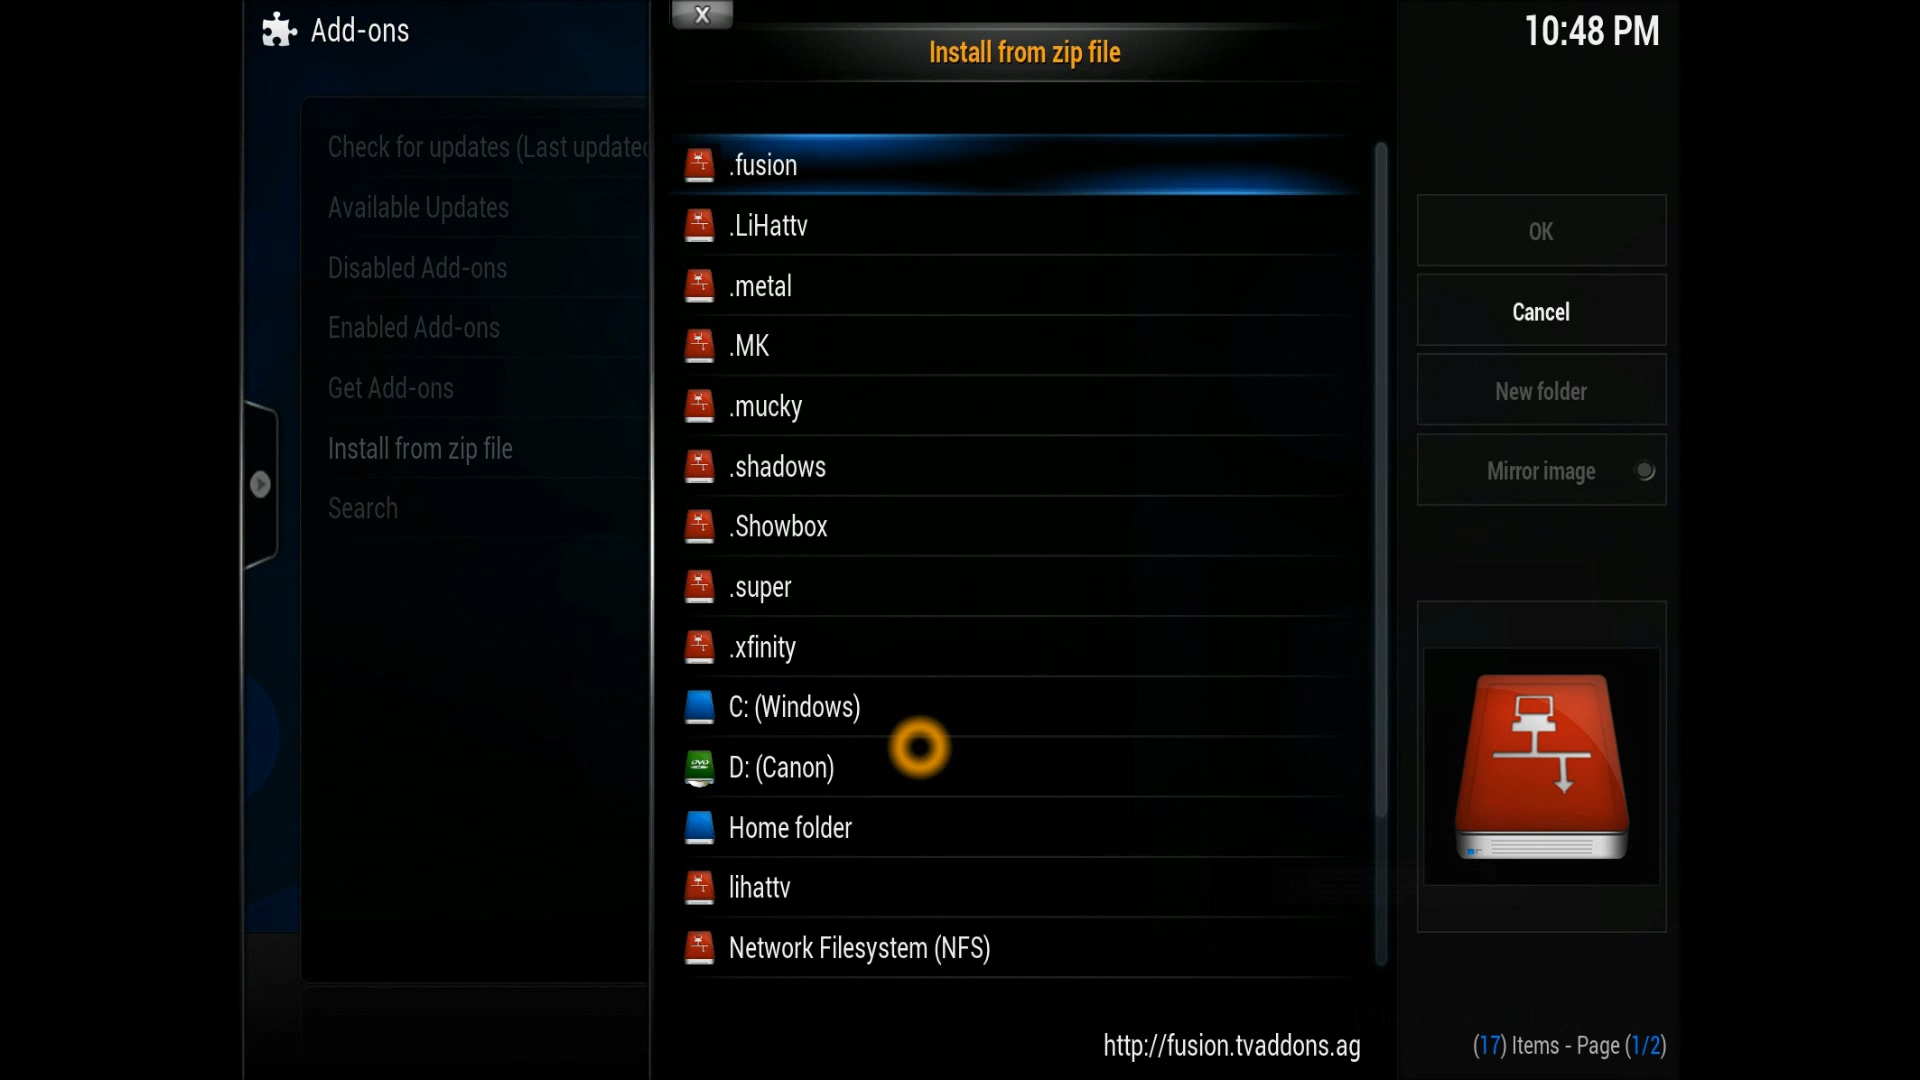 Add-ons
X
Install from zip file
10:48 PM
Check for updates (Last updated
Available Updates
Disabled Add-ons
Enabled Add-ons
Get Add-ons
Install from zip file
Search
.fusion
.LiHattv
.metal
.MK
.mucky
.shadows
.Showbox
.super
.xfinity
C: (Windows)
DVD
D: (Canon)
Home folder
lihattv
Network Filesystem (NFS)
OK
Cancel
New folder
Mirror image
http://fusion.tvaddons.ag
(17) Items - Page (1/2)